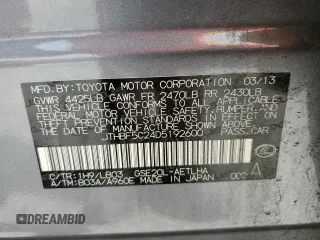 MFD. BY: TOYOTA MOTOR CORPORATION 03/13
GVWR 4425LB GAWR FR 2470LB RR 2430LB
THIS VEHICLE CONFORMS TO ALL APPLICABLE
FEDERAL MOTOR VEHICLE SAFETY, BUMPER, AND
THEFT PREVENTION STANDARDS IN EFFECT ON
THE DATE OF MANUFACTURE SHOWN ABOVE.
JTHBF5C24D5192600
PASS. CAR
C/TR: 1H9/LB03 GSE20L-AETLHA
A/TM: B03A/A960E MADE IN JAPAN
A